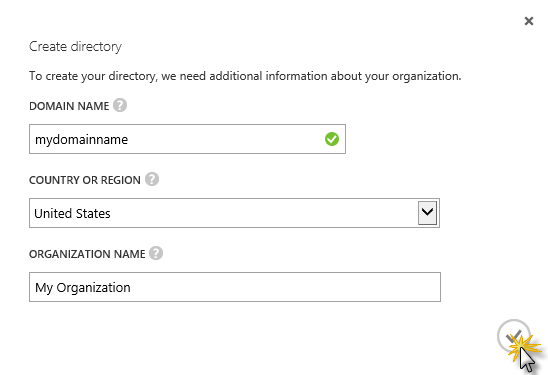 Create directory
To create your directory, we need additional information about your organization.
DOMAIN NAME ?
mydomainname
COUNTRY OR REGION ?
United States
ORGANIZATION NAME ?
My Organization